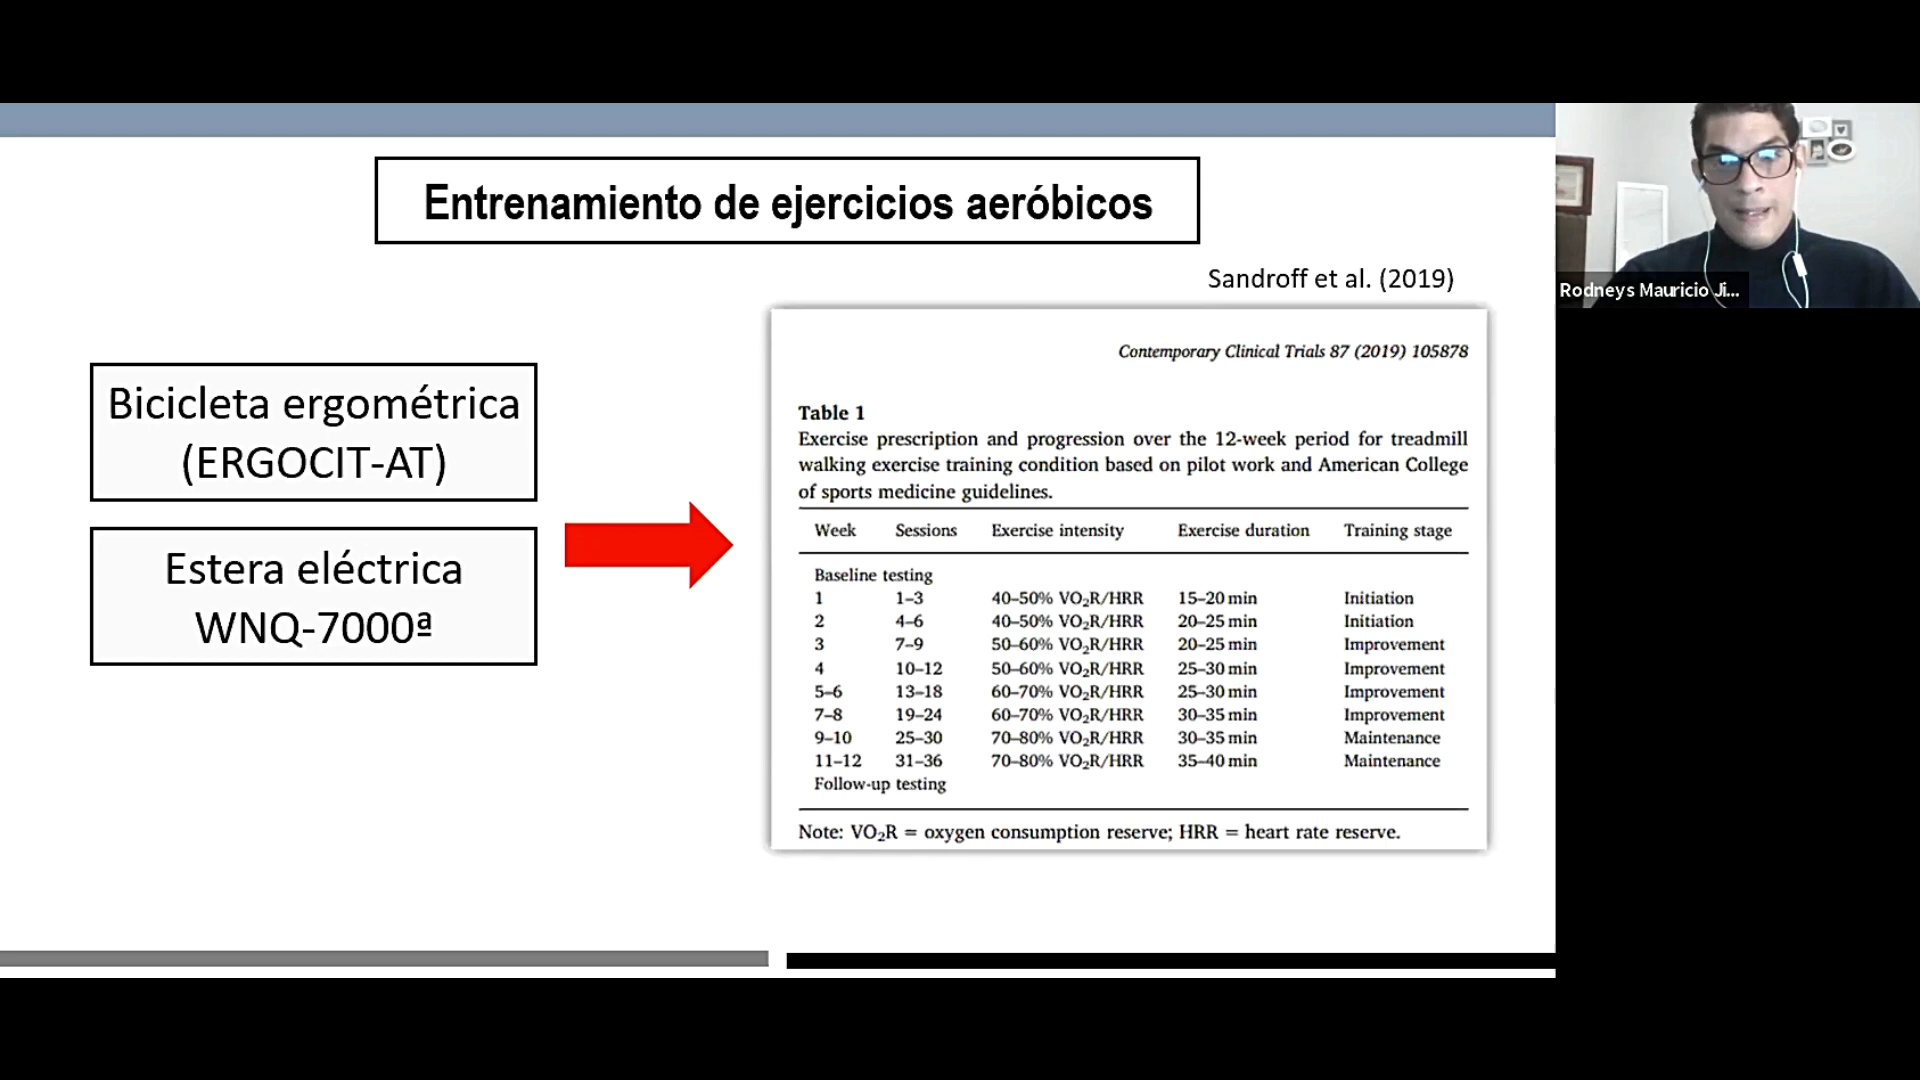 Entrenamiento de ejercicios aeróbicos
Sandroff et al. (2019)
Bicicleta ergométrica
(ERGOCIT-AT)
Estera eléctrica
WNQ-7000ª
Contemporary Clinical Trials 87 (2019) 105878
Table 1
Exercise prescription and progression over the 12-week period for treadmill
walking exercise training condition based on pilot work and American College
of sports medicine guidelines.
Week Sessions Exercise intensity Exercise duration Training stage
Baseline testing
1 1–3 40–50% VO₂R/HRR 15–20 min Initiation
2 4–6 40–50% VO₂R/HRR 20–25 min Initiation
3 7–9 50–60% VO₂R/HRR 20–25 min Improvement
4 10–12 50–60% VO₂R/HRR 25–30 min Improvement
5–6 13–18 60–70% VO₂R/HRR 25–30 min Improvement
7–8 19–24 60–70% VO₂R/HRR 30–35 min Improvement
9–10 25–30 70–80% VO₂R/HRR 30–35 min Maintenance
11–12 31–36 70–80% VO₂R/HRR 35–40 min Maintenance
Follow-up testing
Note: VO₂R = oxygen consumption reserve; HRR = heart rate reserve.
Rodneys Mauricio Ji...